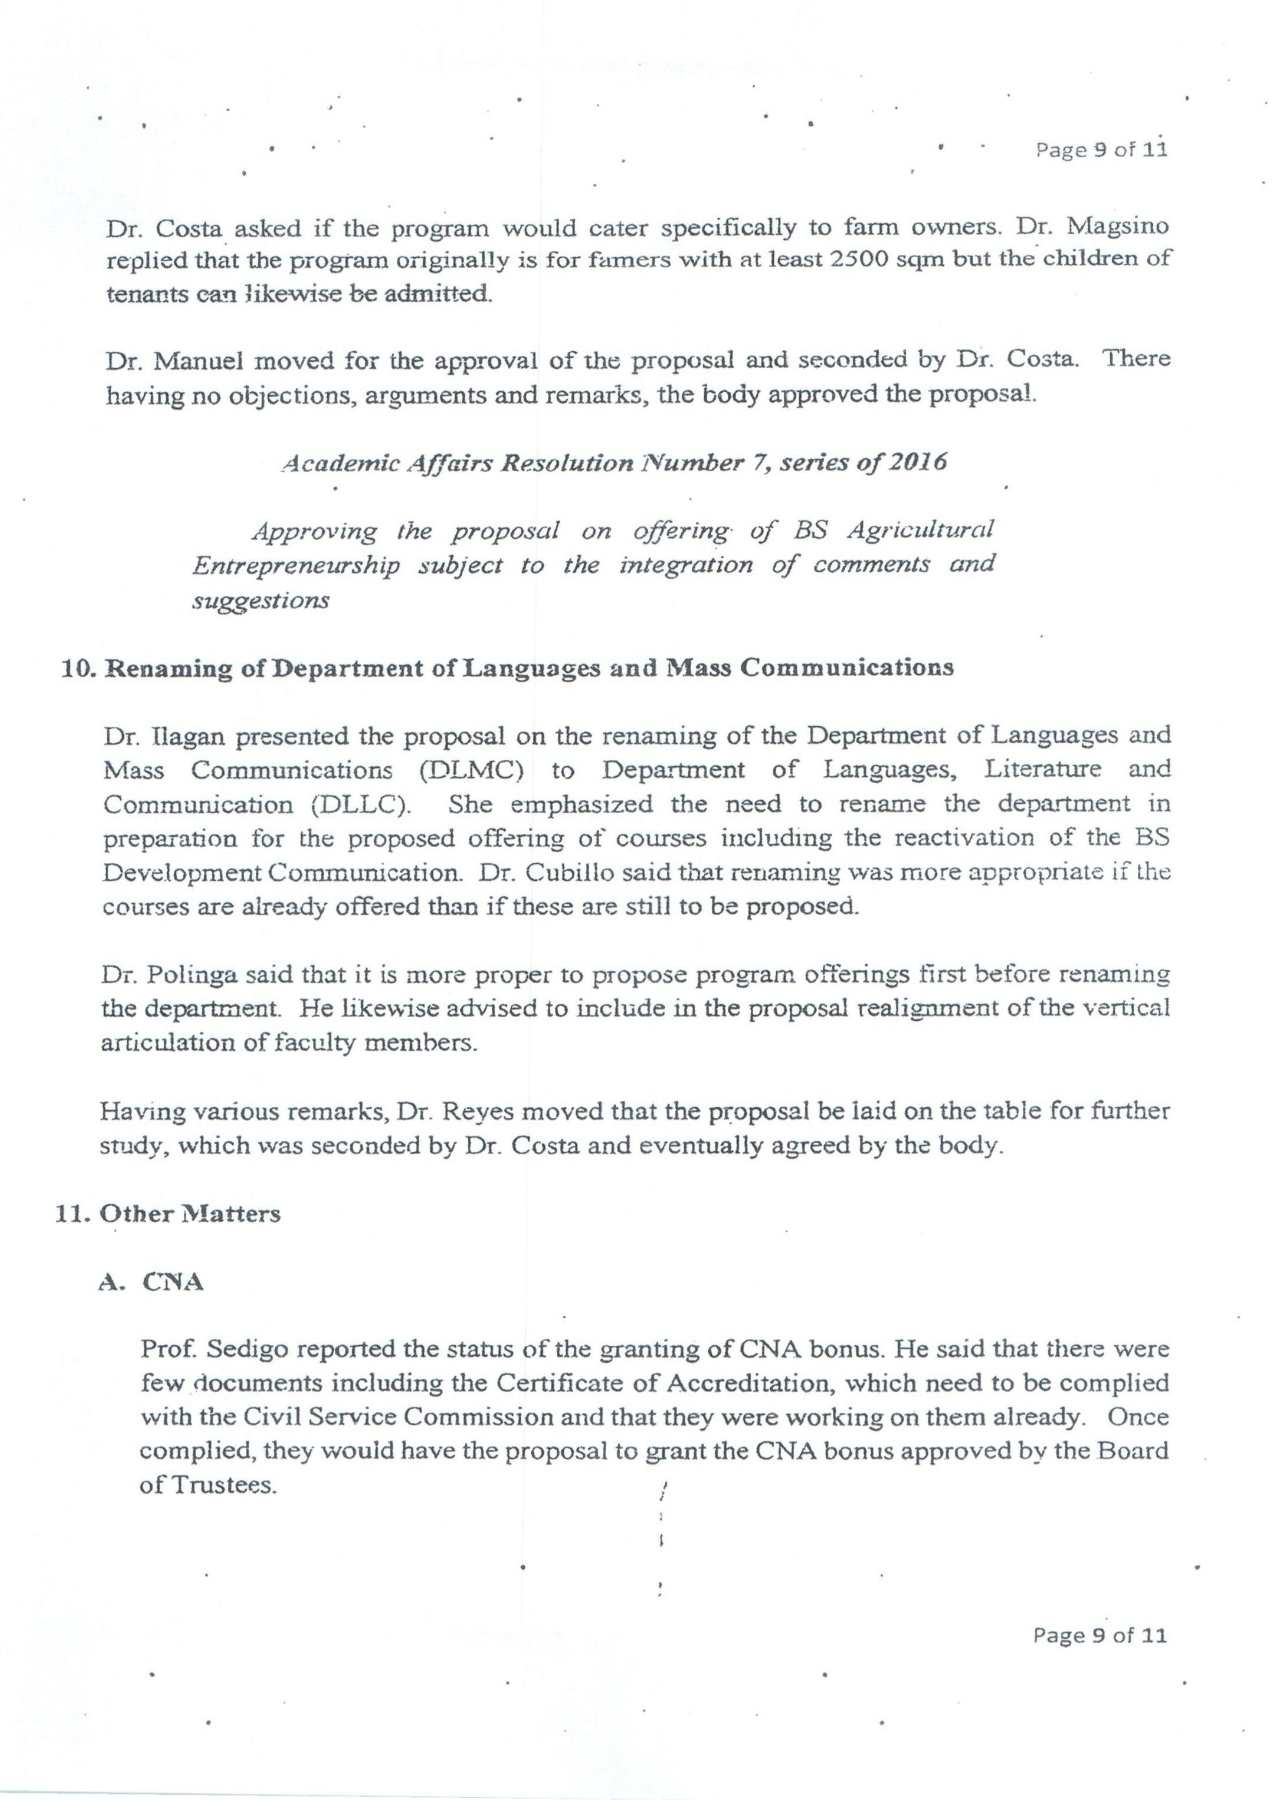 Page 9 of 11
Dr. Costa asked if the program would cater specifically to farm owners. Dr. Magsino
replied that the program originally is for famers with at least 2500 sqm but the children of
tenants can likewise be admitted.
Dr. Manuel moved for the approval of the proposal and seconded by Dr. Costa. There
having no objections, arguments and remarks, the body approved the proposal.
Academic Affairs Resolution Number 7, series of 2016
Approving the proposal on offering of BS Agricultural
Entrepreneurship subject to the integration of comments and
suggestions
10. Renaming of Department of Languages and Mass Communications
Dr. Ilagan presented the proposal on the renaming of the Department of Languages and
Mass Communications (DLMC) to Department of Languages, Literature and
Communication (DLLC). She emphasized the need to rename the department in
preparation for the proposed offering of courses including the reactivation of the BS
Development Communication. Dr. Cubillo said that renaming was more appropriate if the
courses are already offered than if these are still to be proposed.
Dr. Polinga said that it is more proper to propose program offerings first before renaming
the department. He likewise advised to include in the proposal realignment of the vertical
articulation of faculty members.
Having various remarks, Dr. Reyes moved that the proposal be laid on the table for further
study, which was seconded by Dr. Costa and eventually agreed by the body.
11. Other Matters
A. CNA
Prof. Sedigo reported the status of the granting of CNA bonus. He said that there were
few documents including the Certificate of Accreditation, which need to be complied
with the Civil Service Commission and that they were working on them already. Once
complied, they would have the proposal to grant the CNA bonus approved by the Board
of Trustees.
Page 9 of 11